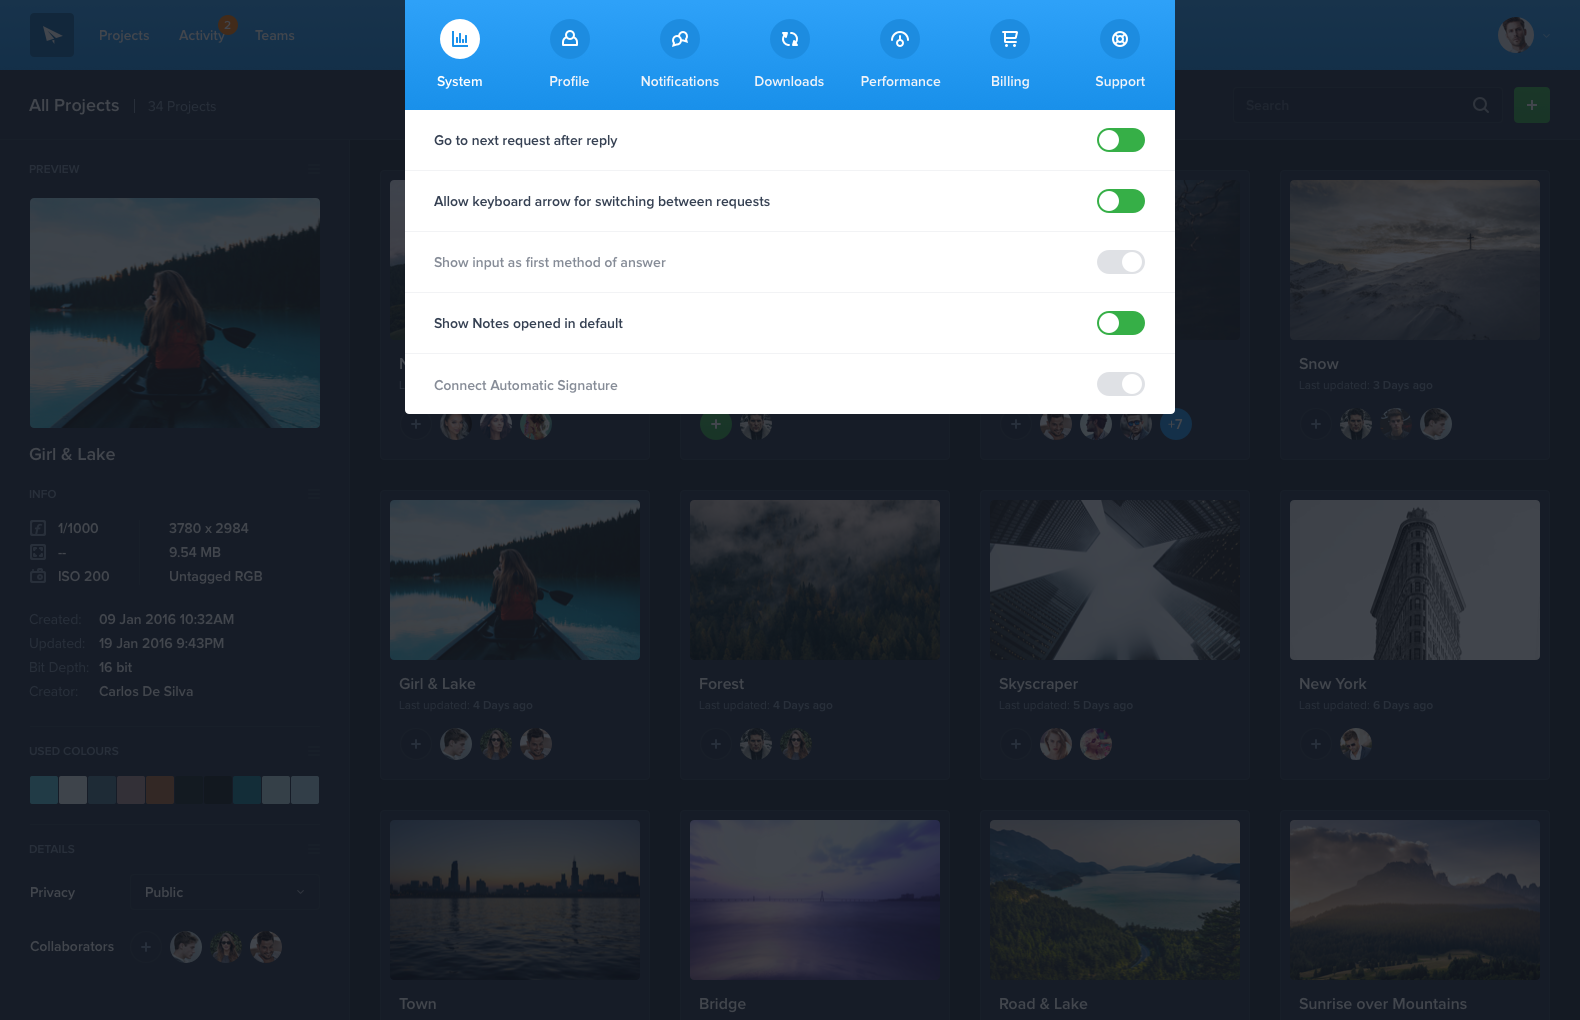 Projects
Activity
2
Teams
System
Profile
Notifications
Downloads
Performance
Billing
Support
All Projects
34 Projects
Search
Go to next request after reply
Allow keyboard arrow for switching between requests
Show input as first method of answer
Show Notes opened in default
Connect Automatic Signature
PREVIEW
Girl & Lake
INFO
1/1000
3780 x 2984
--
9.54 MB
ISO 200
Untagged RGB
Created: 09 Jan 2016 10:32AM
Updated: 19 Jan 2016 9:43PM
Bit Depth: 16 bit
Creator: Carlos De Silva
USED COLOURS
DETAILS
Privacy
Public
Collaborators
+7
Snow
Last updated: 3 Days ago
Girl & Lake
Last updated: 4 Days ago
Forest
Last updated: 4 Days ago
Skyscraper
Last updated: 5 Days ago
New York
Last updated: 6 Days ago
Town
Bridge
Road & Lake
Sunrise over Mountains